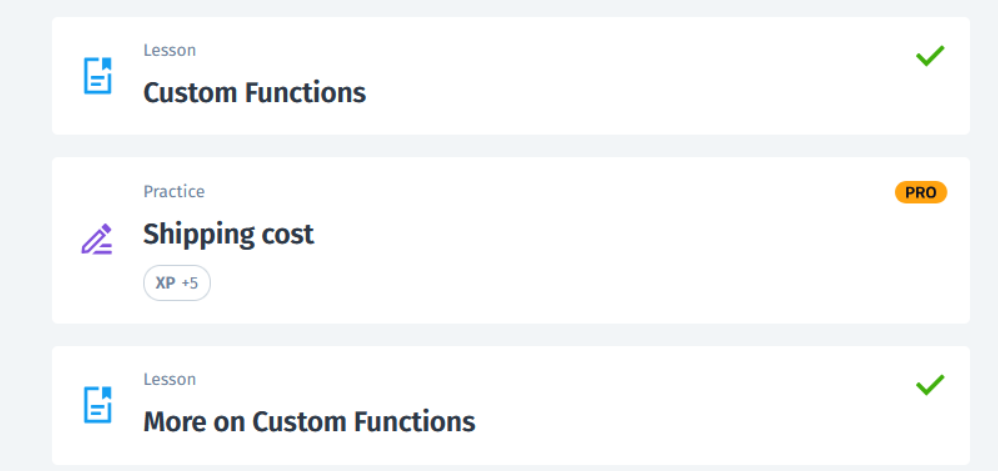 Lesson
Custom Functions
Practice
PRO
Shipping cost
XP +5
Lesson
More on Custom Functions